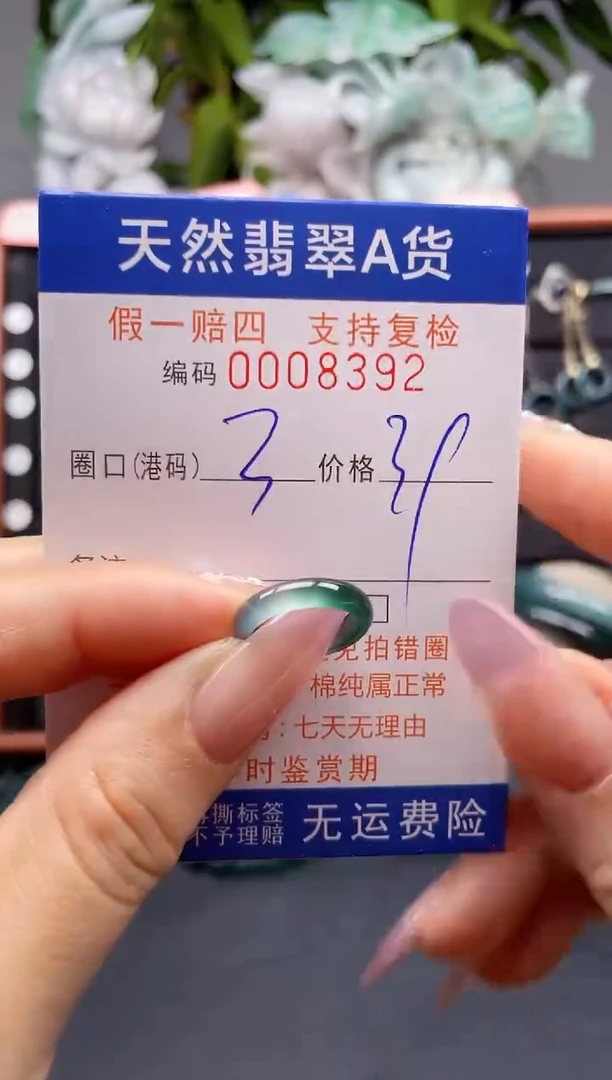 天然翡翠A货
假一赔四 支持复检
编码 0008392
圈口(港码) 3 价格
拍错圈
棉纯属正常
: 七天无理由
时鉴赏期
撕标签
不予理赔
无运费险